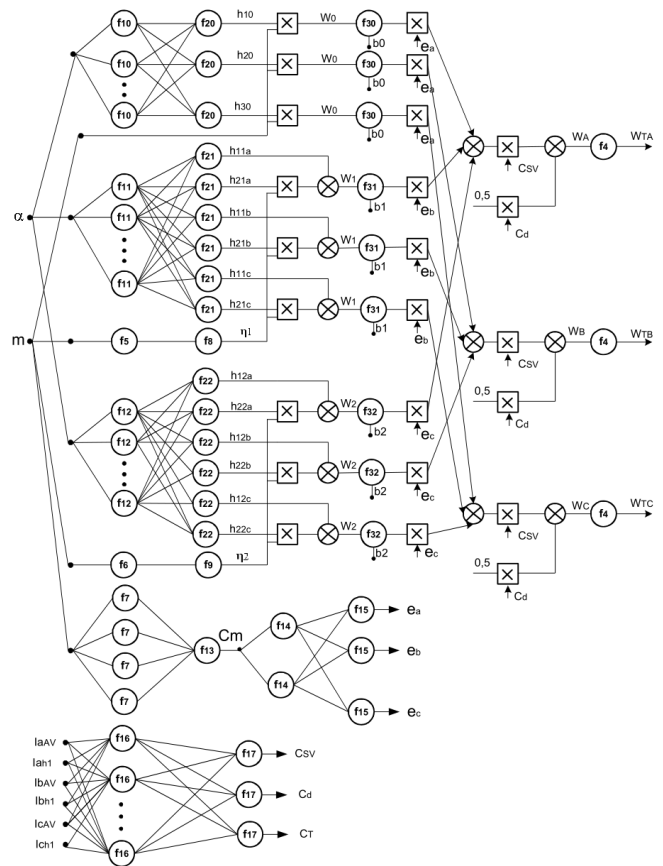 f10 f20 h10 × W0 f30 × 
b0 ea
f10 f20 h20 × W0 f30 × 
b0 ea
f10 f20 h30 × W0 f30 × 
b0 ea
f21 h11a
f11 f21 h21a × W1 f31 × 
b1 eb
α f11 f21 h11b
f21 h21b × W1 f31 × 
b1 eb
f11 f21 h11c
f21 h21c × W1 f31 × 
b1 eb
m f5 f8 η1
f22 h12a
f12 f22 h22a × W2 f32 × 
b2 ec
f12 f22 h12b
f22 h22b × W2 f32 × 
b2 ec
f12 f22 h12c
f22 h22c × W2 f32 × 
b2 ec
f6 f9 η2
× WA f4 WTA
CSV
0,5 × 
Cd
× WB f4 WTB
CSV
0,5 × 
Cd
× WC f4 WTC
CSV
0,5 × 
Cd
f7
f7
f7
f7
f13 Cm
f14
f14
f15 ea
f15 eb
f15 ec
IaAV
Iah1
IbAV
Ibh1
IcAV
Ich1
f16
f16
f16
f17 CSV
f17 Cd
f17 CT